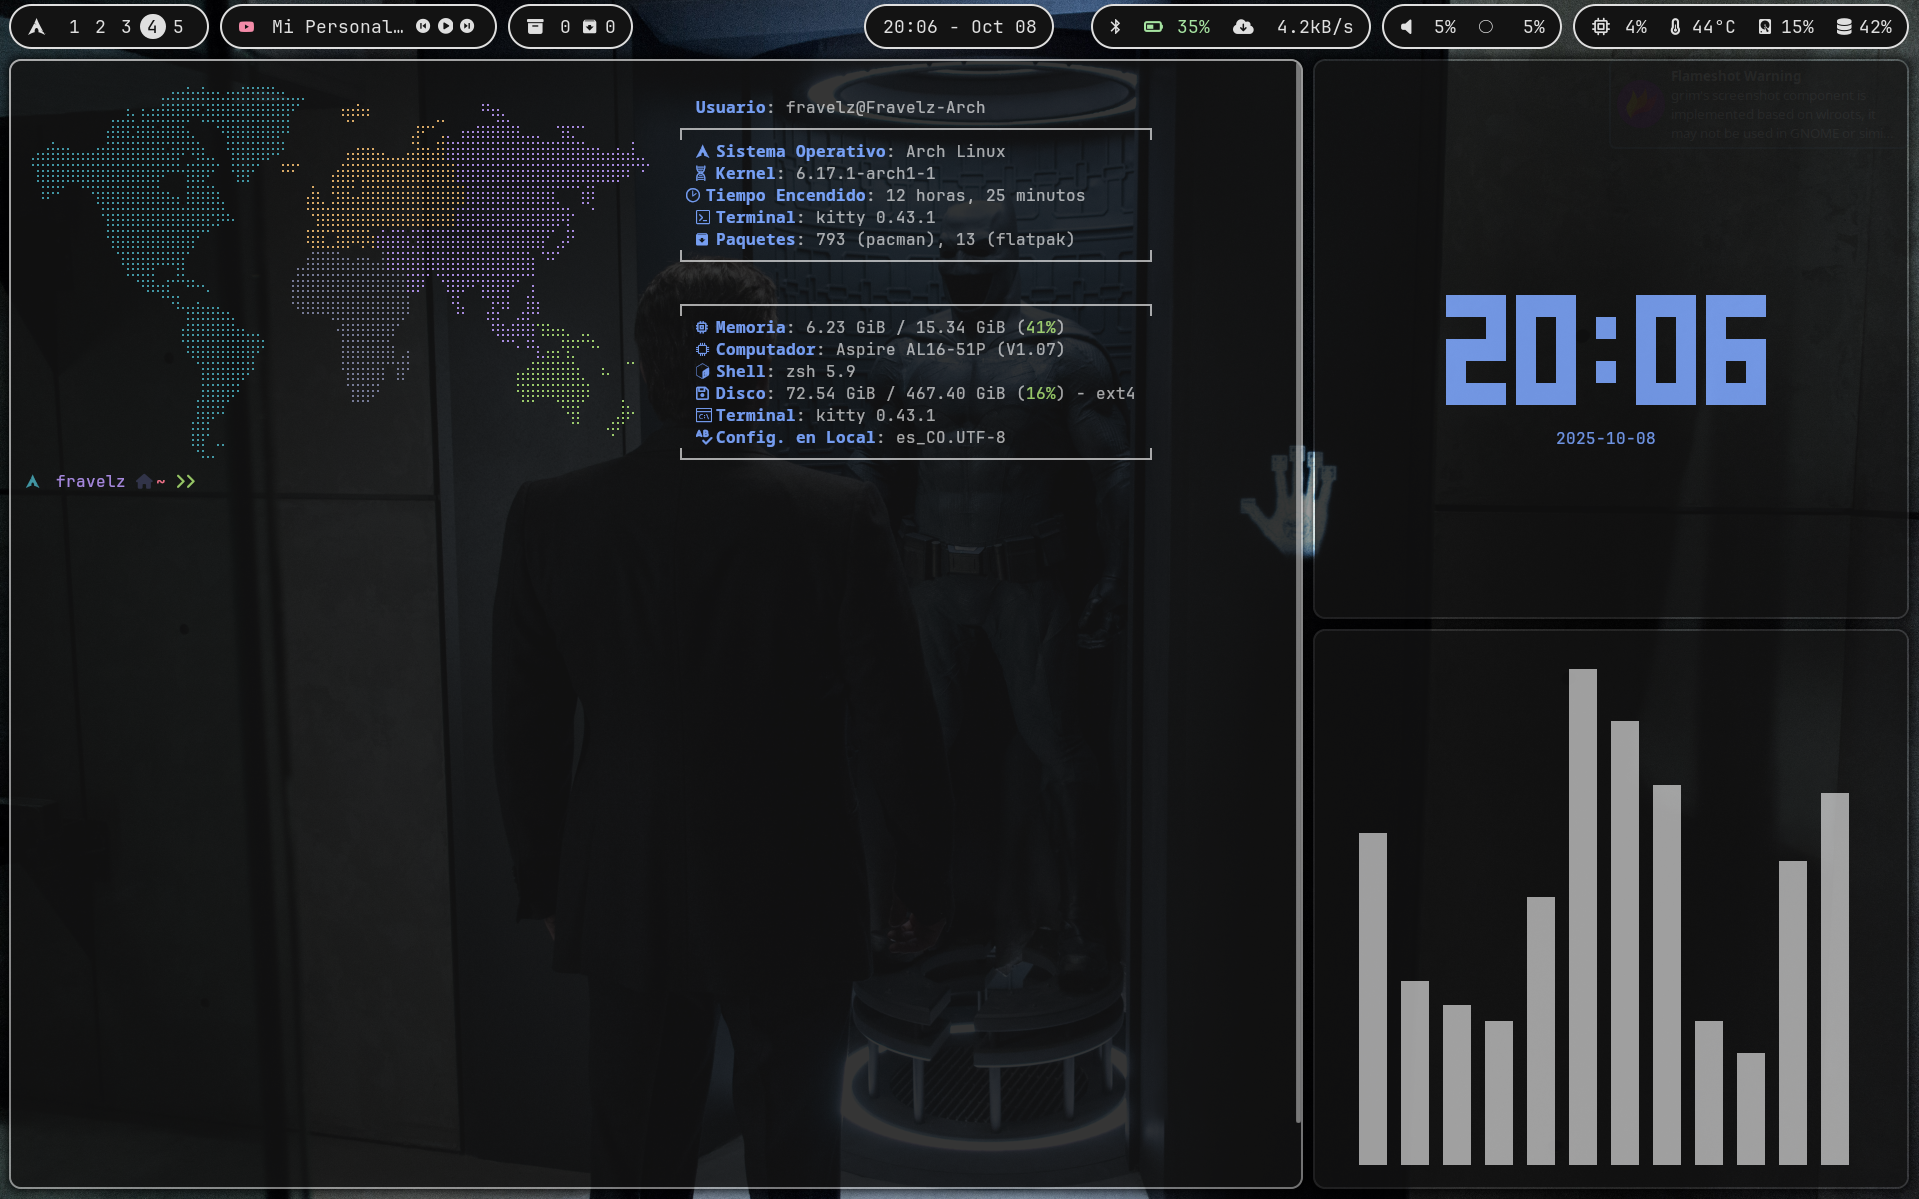 1 2 3 4 5
Mi Personal…
0 0
20:06 - Oct 08
35% 4.2kB/s
5% 5%
4% 44°C 15% 42%
Usuario: fravelz@Fravelz-Arch
Sistema Operativo: Arch Linux
Kernel: 6.17.1-arch1-1
Tiempo Encendido: 12 horas, 25 minutos
Terminal: kitty 0.43.1
Paquetes: 793 (pacman), 13 (flatpak)
Memoria: 6.23 GiB / 15.34 GiB (41%)
Computador: Aspire AL16-51P (V1.07)
Shell: zsh 5.9
Disco: 72.54 GiB / 467.40 GiB (16%) - ext4
Terminal: kitty 0.43.1
Config. en Local: es_CO.UTF-8
fravelz ~
Flameshot Warning
grim's screenshot component is
implemented based on wlroots, it
may not be used in GNOME or simi...
20:06
2025-10-08